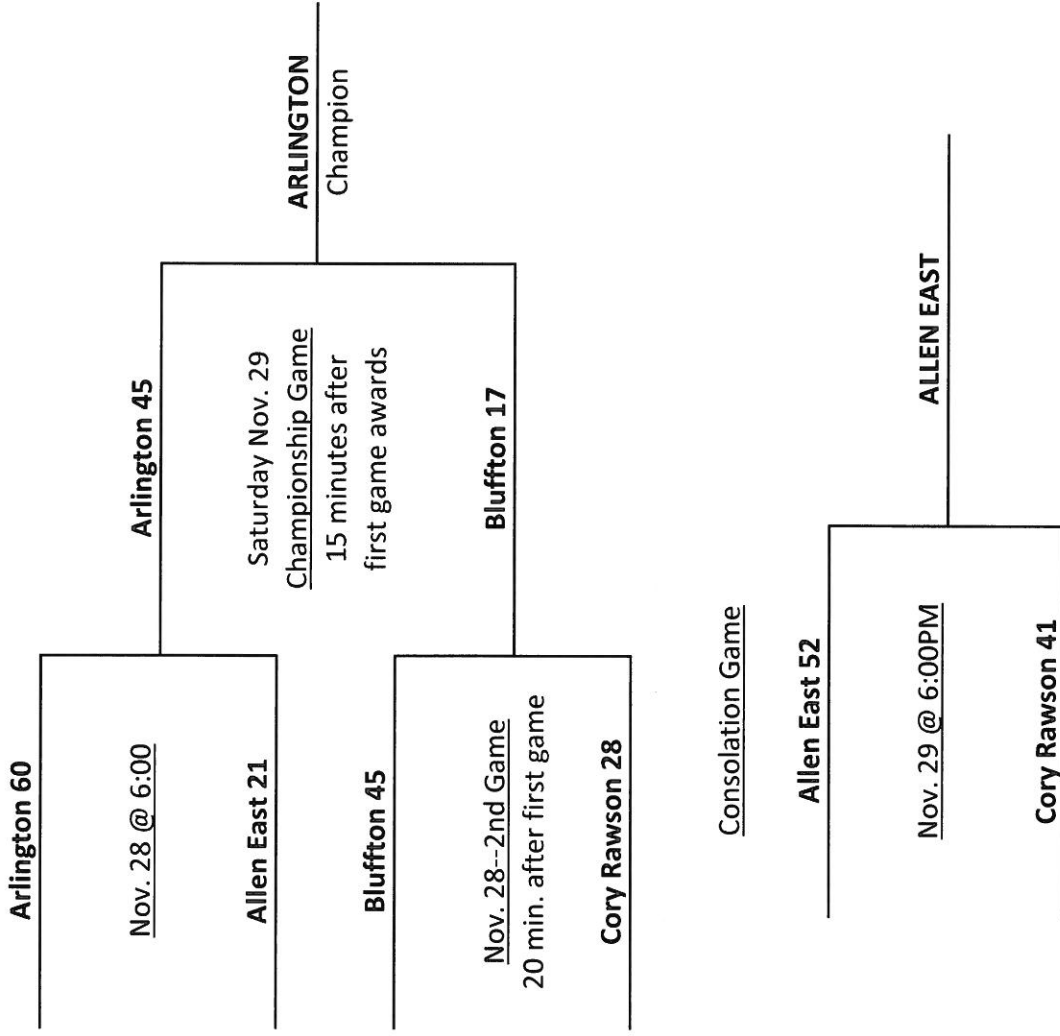 Arlington 60
Nov. 28 @ 6:00
Allen East 21
Arlington 45
Saturday Nov. 29
Championship Game
15 minutes after
first game awards
ARLINGTON
Champion
Bluffton 45
Nov. 28--2nd Game
20 min. after first game
Cory Rawson 28
Bluffton 17
Consolation Game
Allen East 52
Nov. 29 @ 6:00PM
Cory Rawson 41
ALLEN EAST